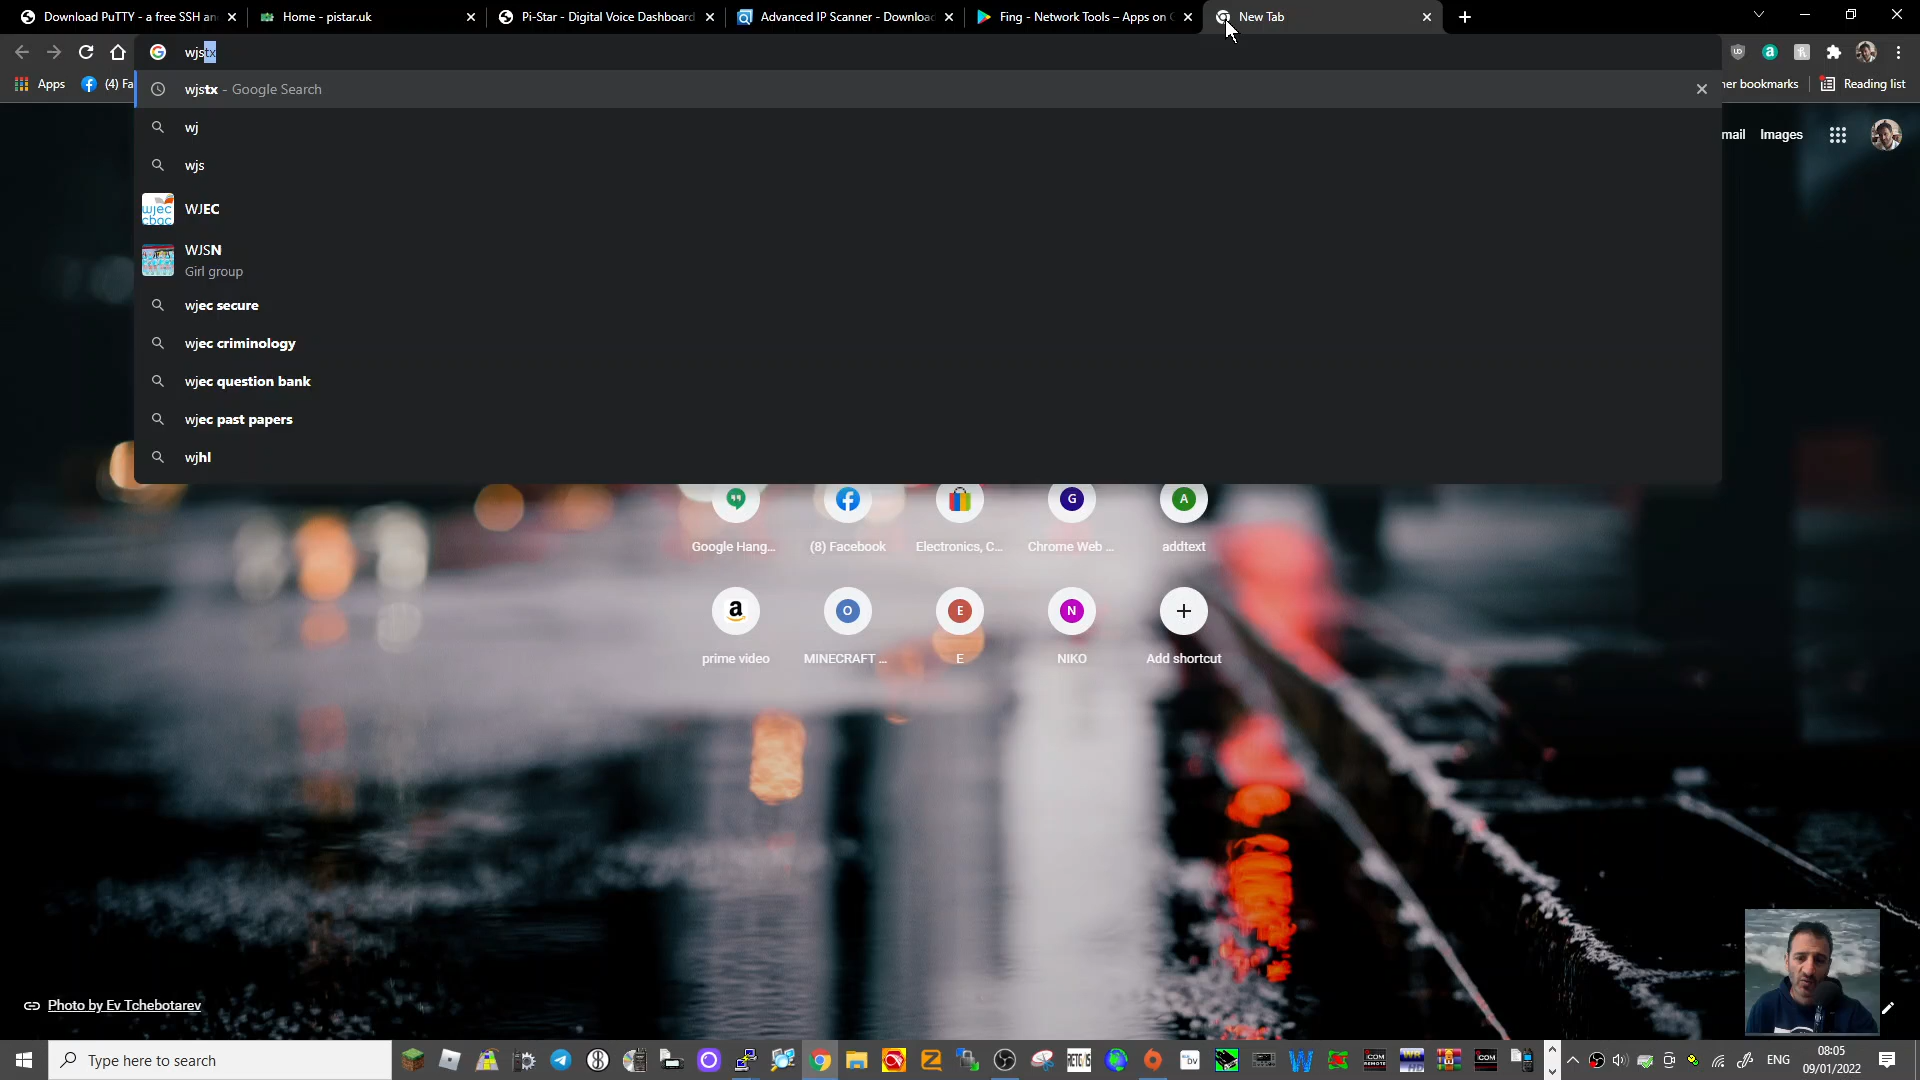 Download PuTTY - a free SSH an
Home - pistar.uk
Pi-Star - Digital Voice Dashboard
Advanced IP Scanner - Download
Fing - Network Tools – Apps on G
New Tab
wjstx
Apps
(4) Fa
er bookmarks
Reading list
wjstx - Google Search
wj
wjs
WJEC
WJSN
Girl group
wjec secure
wjec criminology
wjec question bank
wjec past papers
wjhl
mail
Images
Google Hang...
(8) Facebook
Electronics, C...
Chrome Web ...
addtext
prime video
MINECRAFT ...
E
NIKO
Add shortcut
Photo by Ev Tchebotarev
Type here to search
ENG
08:05
09/01/2022